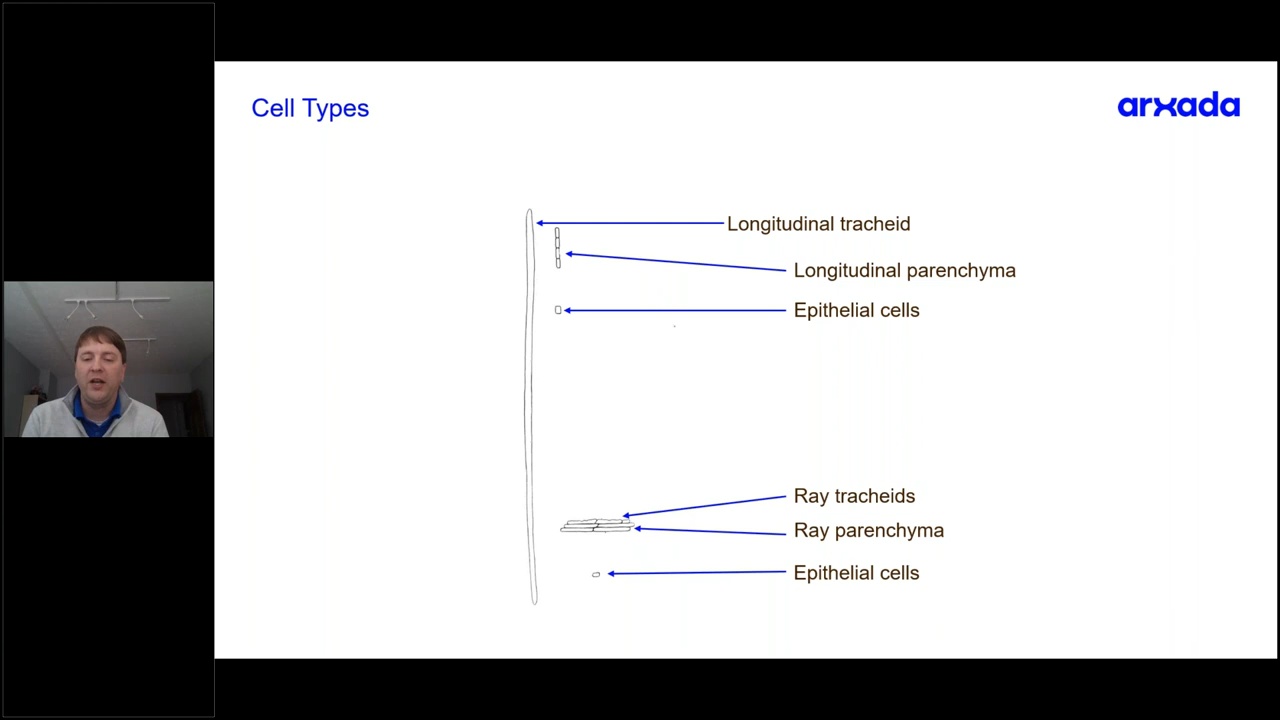 Cell Types
arxada
Longitudinal tracheid
Longitudinal parenchyma
Epithelial cells
Ray tracheids
Ray parenchyma
Epithelial cells